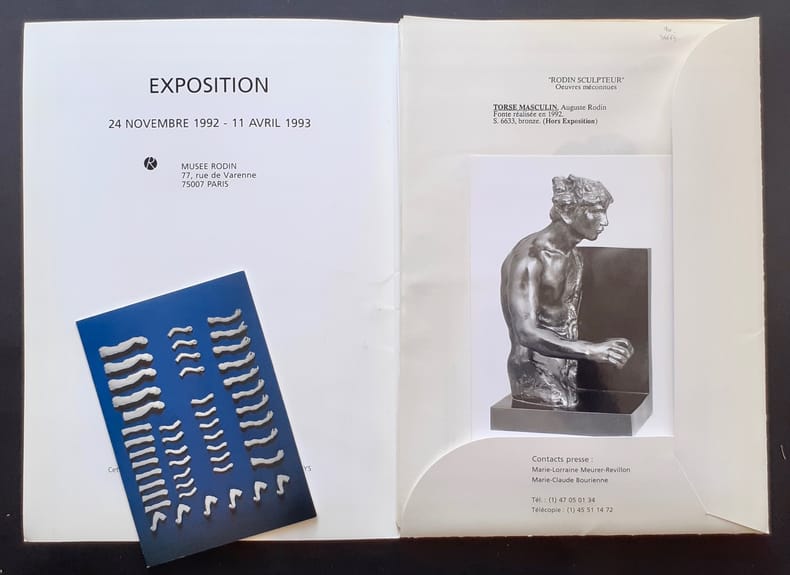 EXPOSITION
24 NOVEMBRE 1992 - 11 AVRIL 1993
MUSEE RODIN
77, rue de Varenne
75007 PARIS
"RODIN SCULPTEUR"
Oeuvres méconnues
TORSE MASCULIN, Auguste Rodin
Fonte réalisée en 1992.
S. 6633, bronze. (Hors Exposition)
Contacts presse :
Marie-Lorraine Meurer-Revillon
Marie-Claude Bourienne
Tél. : (1) 47 05 01 34
Télécopie : (1) 45 51 14 72